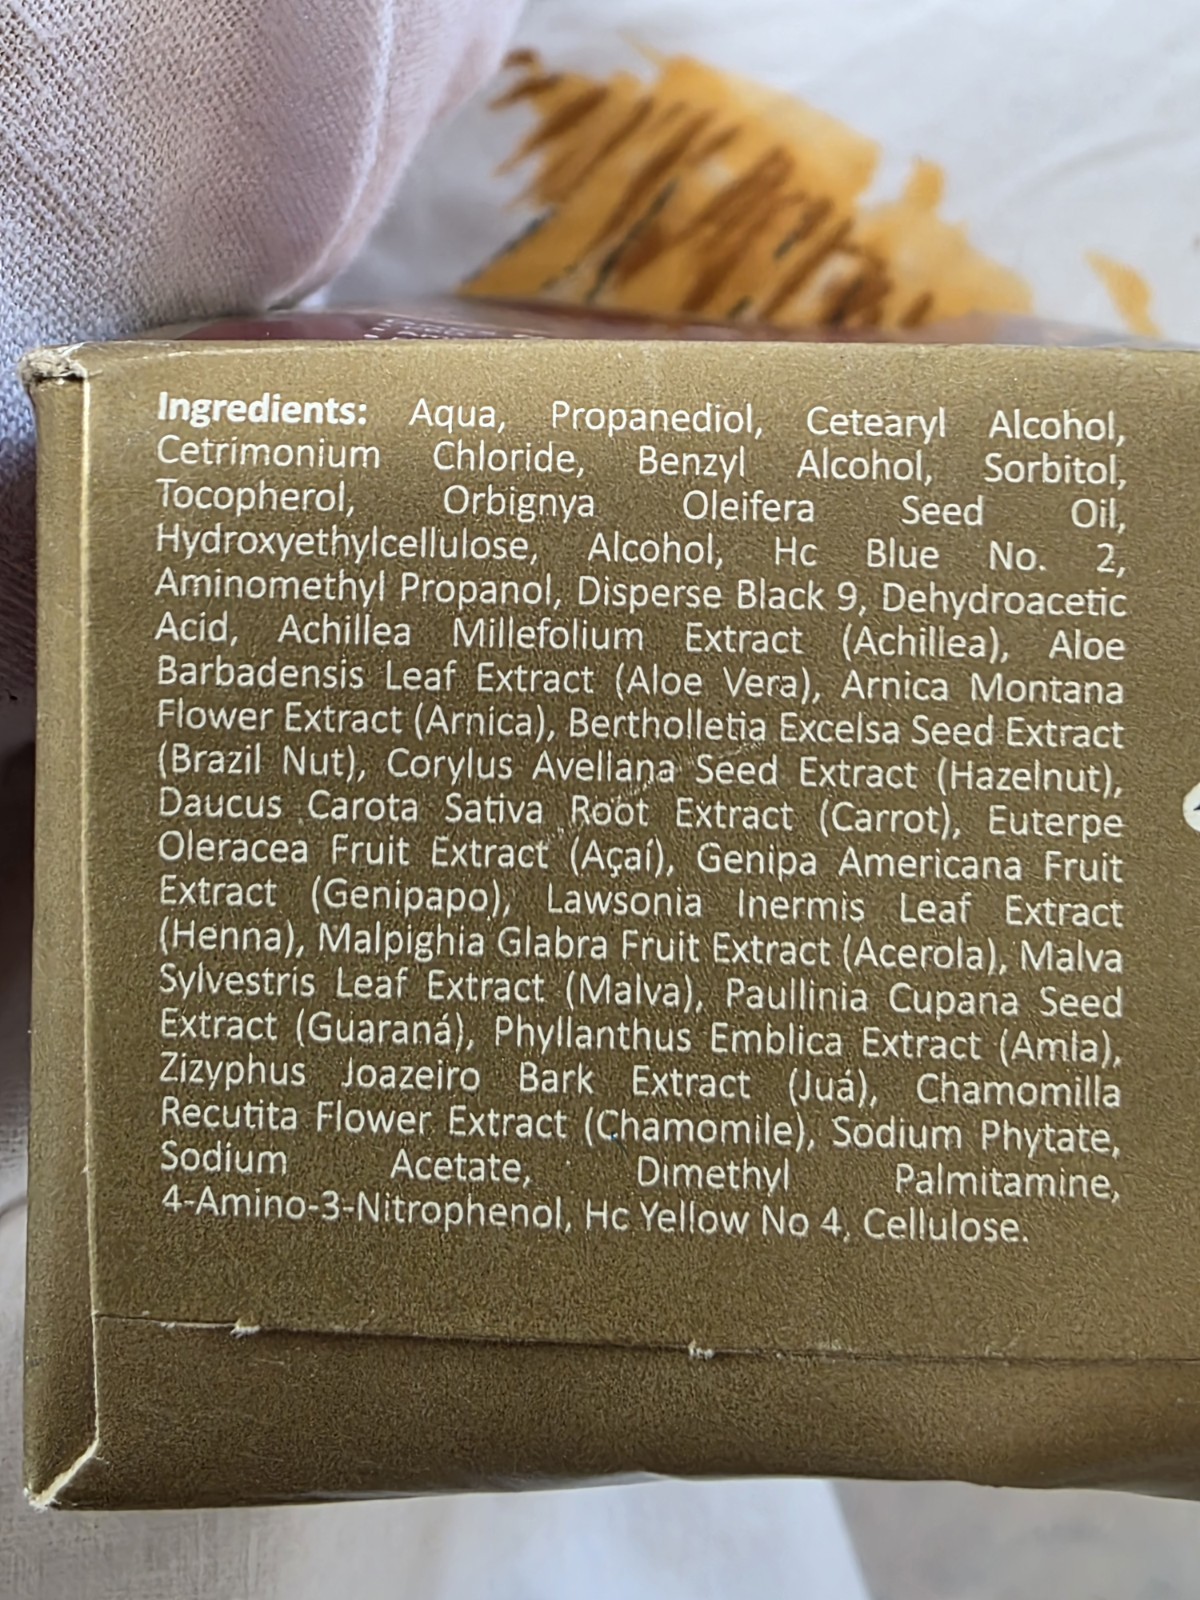 Ingredients: Aqua, Propanediol, Cetearyl Alcohol,
Cetrimonium Chloride, Benzyl Alcohol, Sorbitol,
Tocopherol, Orbignya Oleifera Seed Oil,
Hydroxyethylcellulose, Alcohol, Hc Blue No. 2,
Aminomethyl Propanol, Disperse Black 9, Dehydroacetic
Acid, Achillea Millefolium Extract (Achillea), Aloe
Barbadensis Leaf Extract (Aloe Vera), Arnica Montana
Flower Extract (Arnica), Bertholletia Excelsa Seed Extract
(Brazil Nut), Corylus Avellana Seed Extract (Hazelnut),
Daucus Carota Sativa Root Extract (Carrot), Euterpe
Oleracea Fruit Extract (Açaí), Genipa Americana Fruit
Extract (Genipapo), Lawsonia Inermis Leaf Extract
(Henna), Malpighia Glabra Fruit Extract (Acerola), Malva
Sylvestris Leaf Extract (Malva), Paullinia Cupana Seed
Extract (Guaraná), Phyllanthus Emblica Extract (Amla),
Zizyphus Joazeiro Bark Extract (Juá), Chamomilla
Recutita Flower Extract (Chamomile), Sodium Phytate,
Sodium Acetate, Dimethyl Palmitamine,
4-Amino-3-Nitrophenol, Hc Yellow No 4, Cellulose.